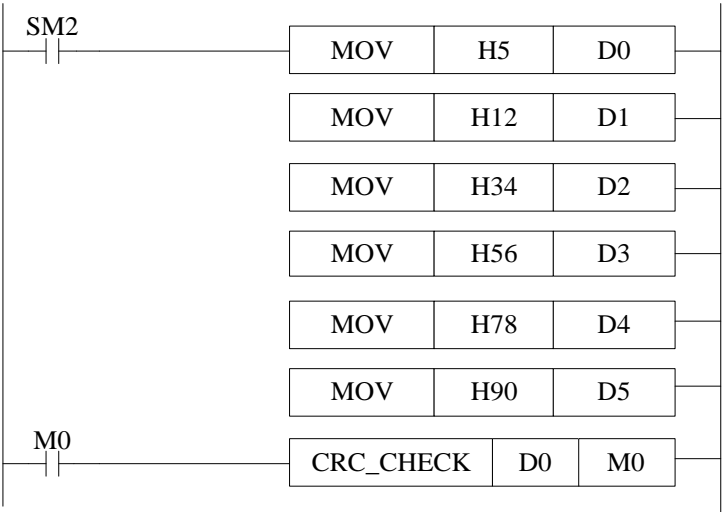 SM2
MOV H5 D0
MOV H12 D1
MOV H34 D2
MOV H56 D3
MOV H78 D4
MOV H90 D5
M0
CRC_CHECK D0 M0